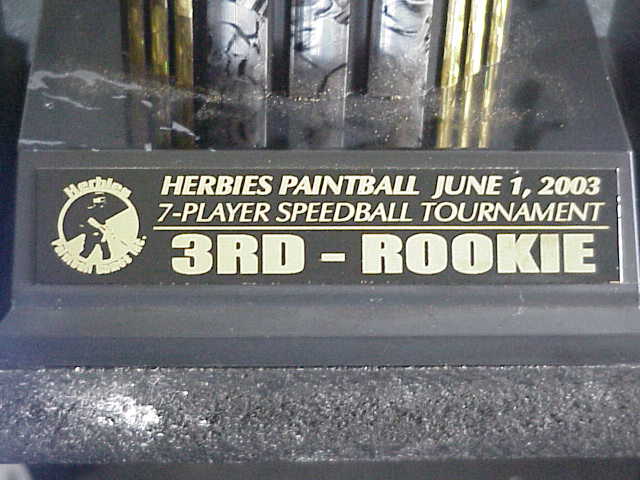 HERBIES PAINTBALL JUNE 1, 2003
7-PLAYER SPEEDBALL TOURNAMENT
3RD - ROOKIE
Herbies